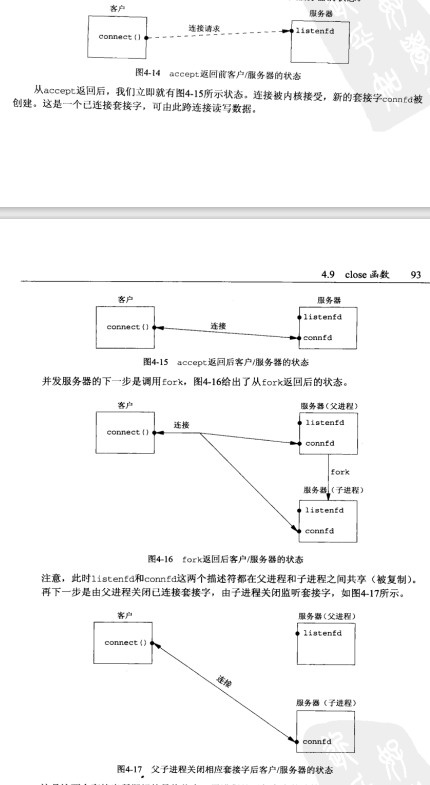 客户
服务器
connect()
连接请求
listenfd
图4-14 accept返回前客户/服务器的状态
从accept返回后，我们立即就有图4-15所示状态。连接被内核接受，新的套接字connfd被
创建。这是一个已连接套接字，可由此跨连接读写数据。
4.9 close 函数 93
客户
服务器
connect()
连接
listenfd
connfd
图4-15 accept返回后客户/服务器的状态
并发服务器的下一步是调用fork，图4-16给出了从fork返回后的状态。
客户
服务器(父进程)
connect()
连接
listenfd
connfd
fork
服务器(子进程)
listenfd
connfd
图4-16 fork返回后客户/服务器的状态
注意，此时listenfd和connfd这两个描述符都在父进程和子进程之间共享（被复制）。
再下一步是由父进程关闭已连接套接字，由子进程关闭监听套接字，如图4-17所示。
客户
服务器(父进程)
connect()
listenfd
连接
服务器(子进程)
connfd
图4-17 父子进程关闭相应套接字后客户/服务器的状态